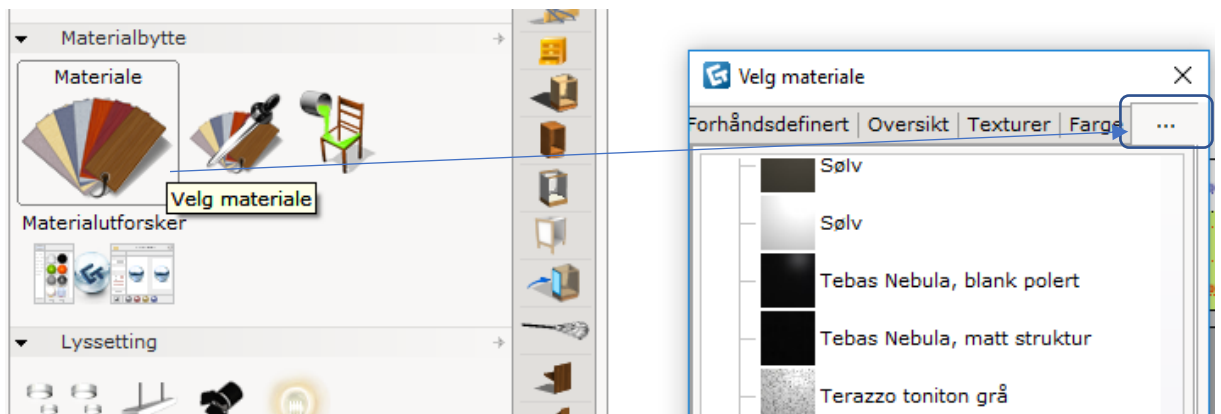 Materialbytte
Materiale
Velg materiale
Materialutforsker
Lyssetting
Velg materiale
Forhåndsdefinert | Oversikt | Texturer | Farge ...
Sølv
Sølv
Tebas Nebula, blank polert
Tebas Nebula, matt struktur
Terazzo toniton grå